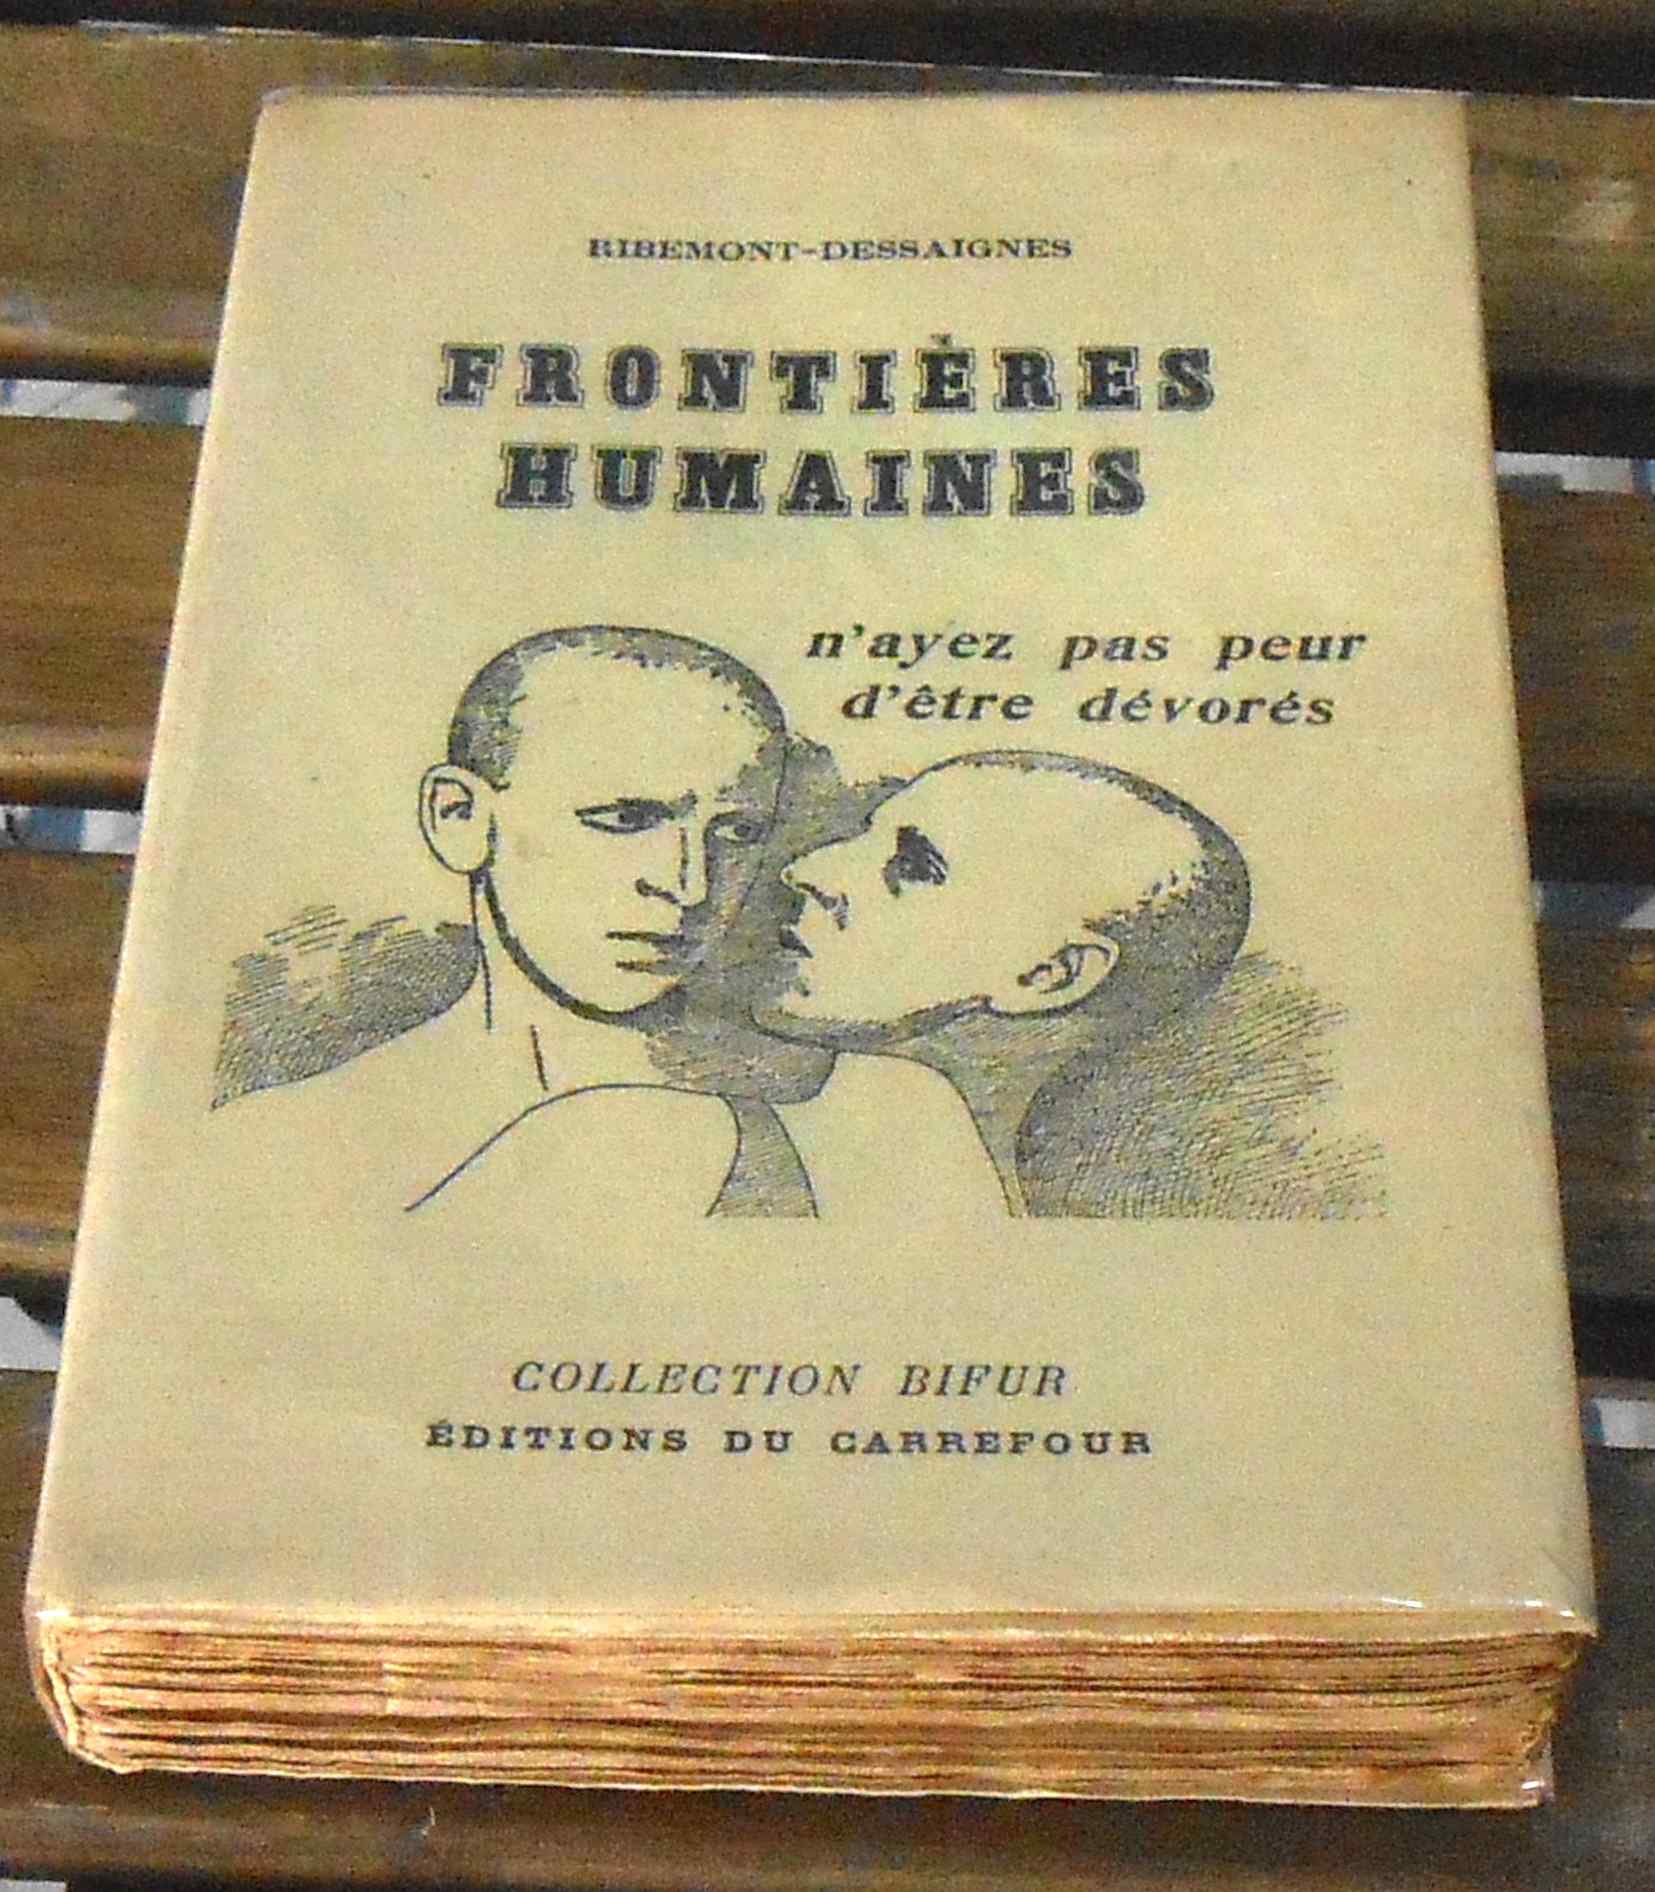 RIBEMONT-DESSAIGNES
FRONTIÈRES
HUMAINES
n'ayez pas peur
d'être dévorés
COLLECTION BIFUR
ÉDITIONS DU CARREFOUR